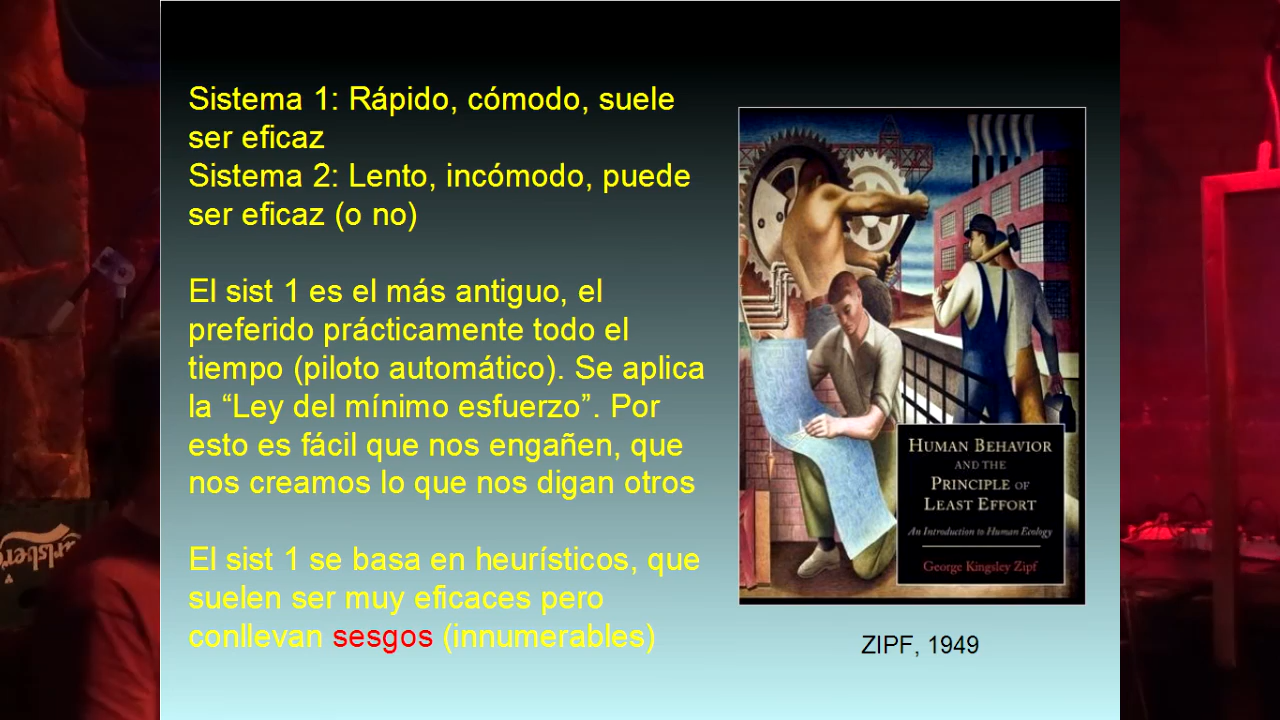 Sistema 1: Rápido, cómodo, suele
ser eficaz
Sistema 2: Lento, incómodo, puede
ser eficaz (o no)
El sist 1 es el más antiguo, el
preferido prácticamente todo el
tiempo (piloto automático). Se aplica
la “Ley del mínimo esfuerzo”. Por
esto es fácil que nos engañen, que
nos creamos lo que nos digan otros
El sist 1 se basa en heurísticos, que
suelen ser muy eficaces pero
conllevan sesgos (innumerables)
HUMAN BEHAVIOR
AND THE
PRINCIPLE OF
LEAST EFFORT
An Introduction to Human Ecology
George Kingsley Zipf
ZIPF, 1949